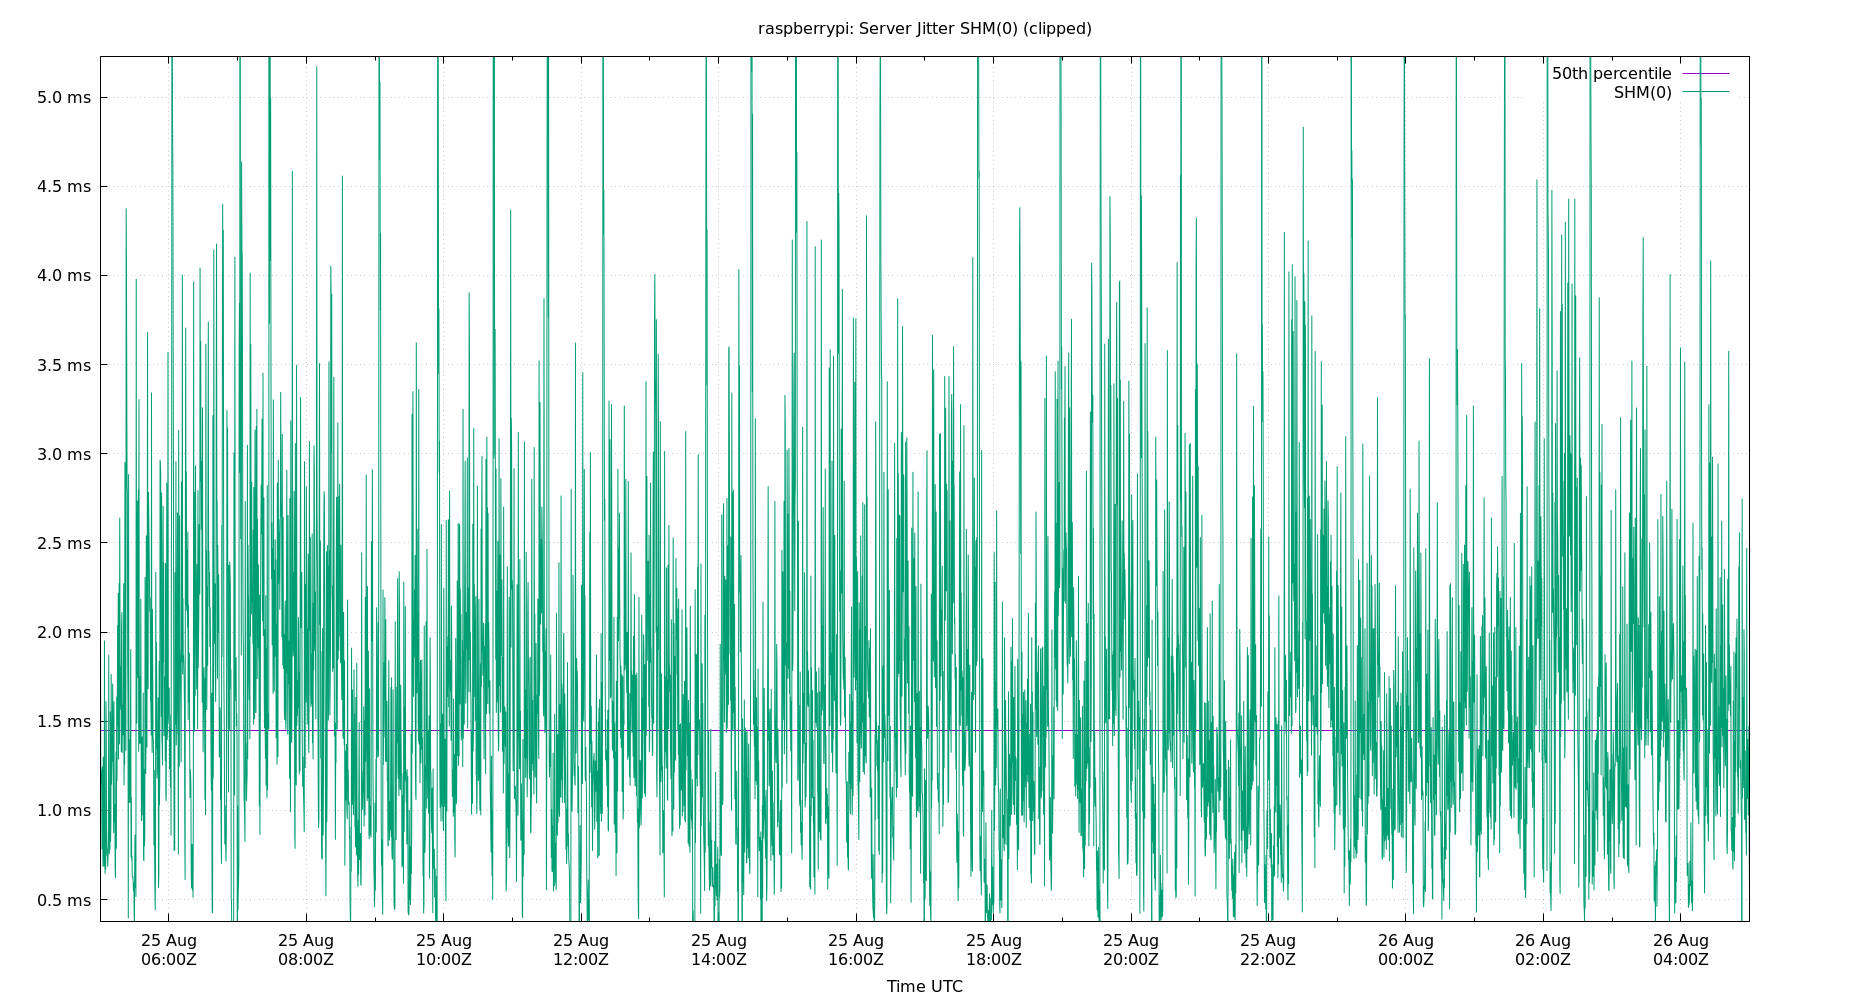 raspberrypi: Server Jitter SHM(0) (clipped)
50th percentile
SHM(0)
5.0 ms
4.5 ms
4.0 ms
3.5 ms
3.0 ms
2.5 ms
2.0 ms
1.5 ms
1.0 ms
0.5 ms
25 Aug 25 Aug 25 Aug 25 Aug 25 Aug 25 Aug 25 Aug 25 Aug 25 Aug 26 Aug 26 Aug 26 Aug
06:00Z 08:00Z 10:00Z 12:00Z 14:00Z 16:00Z 18:00Z 20:00Z 22:00Z 00:00Z 02:00Z 04:00Z
Time UTC